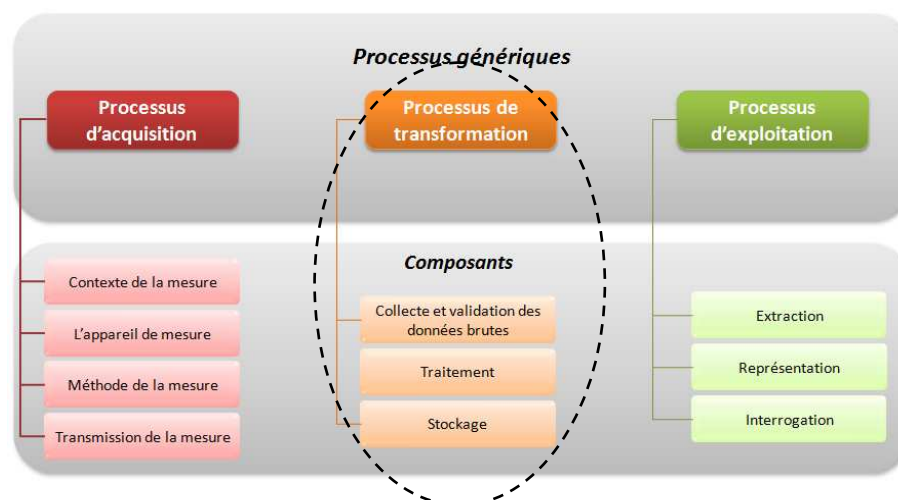 Processus génériques
Processus
d'acquisition
Processus de
transformation
Processus
d'exploitation
Composants
Contexte de la mesure
L'appareil de mesure
Méthode de la mesure
Transmission de la mesure
Collecte et validation des
données brutes
Traitement
Stockage
Extraction
Représentation
Interrogation